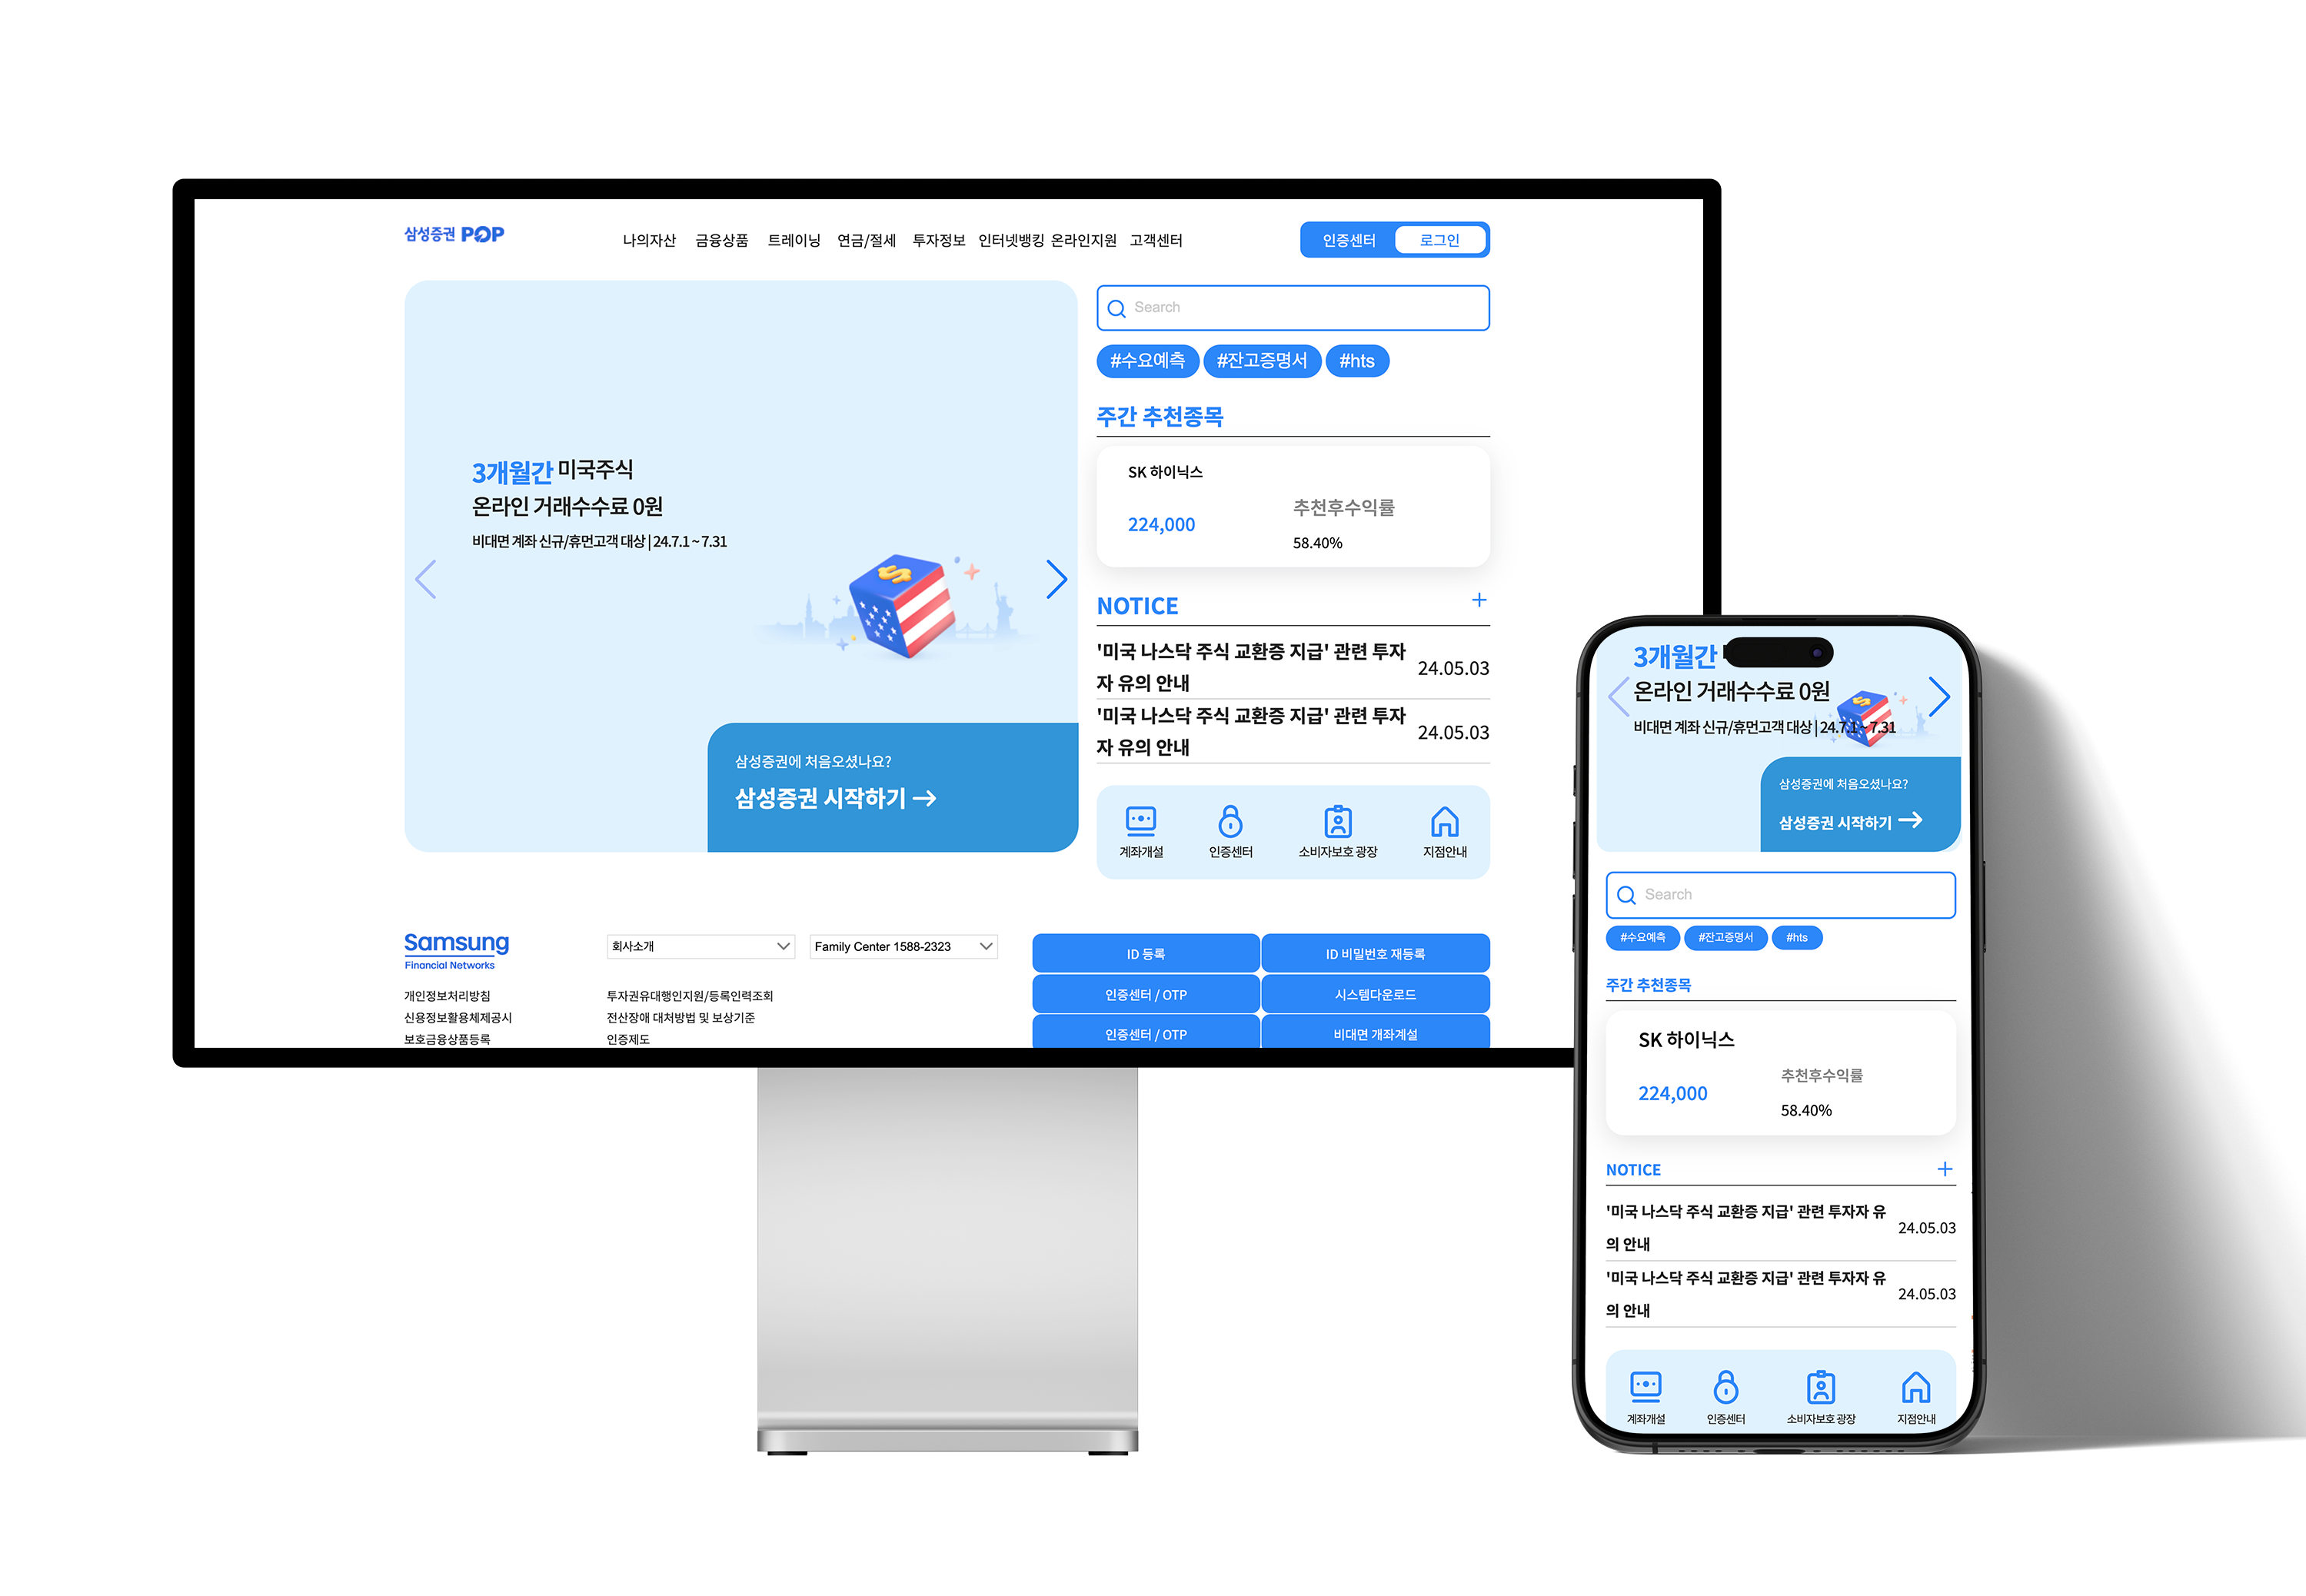 삼성증권 POP
나의자산 금융상품 트레이닝 연금/절세 투자정보 인터넷뱅킹 온라인지원 고객센터
인증센터 로그인
3개월간 미국주식
온라인 거래수수료 0원
비대면 계좌 신규/휴먼고객 대상 | 24.7.1 ~ 7.31
삼성증권에 처음오셨나요?
삼성증권 시작하기 →
Search
#수요예측 #잔고증명서 #hts
주간 추천종목
SK 하이닉스
224,000
추천후수익률
58.40%
NOTICE +
'미국 나스닥 주식 교환증 지급' 관련 투자
자 유의 안내
24.05.03
'미국 나스닥 주식 교환증 지급' 관련 투자
자 유의 안내
24.05.03
계좌개설 인증센터 소비자보호 광장 지점안내
Samsung
Financial Networks
개인정보처리방침
신용정보활용체제공시
보호금융상품등록
회사소개
Family Center 1588-2323
투자권유대행인지원/등록인력조회
전산장애 대처방법 및 보상기준
인증제도
ID 등록 ID 비밀번호 재등록
인증센터 / OTP 시스템다운로드
인증센터 / OTP 비대면 개좌계설
3개월간
온라인 거래수수료 0원
비대면 계좌 신규/휴먼고객 대상 | 24.7.1 ~ 7.31
삼성증권에 처음오셨나요?
삼성증권 시작하기 →
Search
#수요예측 #잔고증명서 #hts
주간 추천종목
SK 하이닉스
224,000
추천후수익률
58.40%
NOTICE +
'미국 나스닥 주식 교환증 지급' 관련 투자자 유
의 안내
24.05.03
'미국 나스닥 주식 교환증 지급' 관련 투자자 유
의 안내
24.05.03
계좌개설 인증센터 소비자보호 광장 지점안내